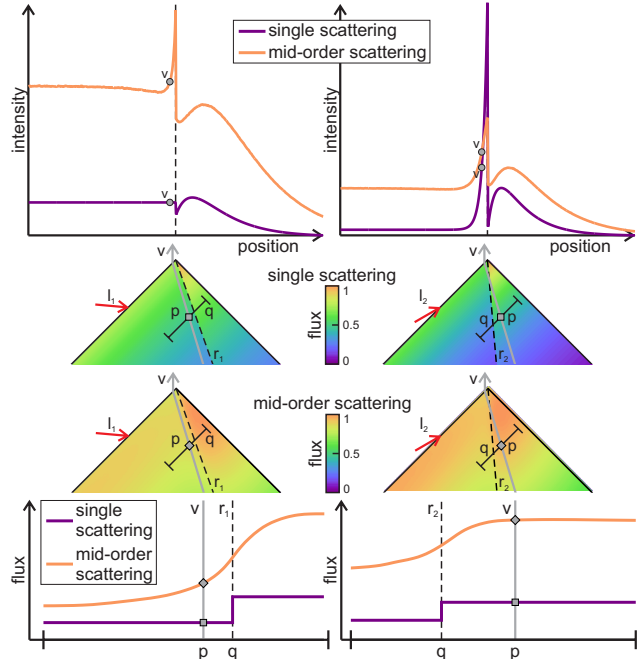 single scattering
mid-order scattering
intensity
v
v
position
intensity
v
v
position
v
l1
p
q
r1
single scattering
flux
1
0.5
0
v
l2
q
p
r2
v
l1
p
q
r1
mid-order scattering
flux
1
0.5
0
v
l2
q
p
r2
single
scattering
mid-order
scattering
flux
v
r1
p
q
flux
r2
v
q
p